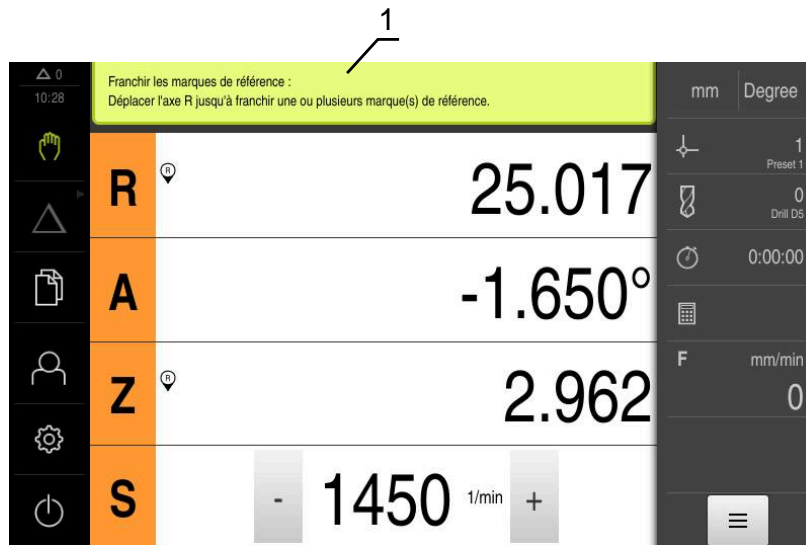 1
0
10:28
Franchir les marques de référence :
Déplacer l'axe R jusqu'à franchir une ou plusieurs marque(s) de référence.
mm Degree
R R 25.017
A -1.650°
Z R 2.962
S - 1450 1/min +
1
Preset 1
0
Drill D5
0:00:00
F mm/min
0